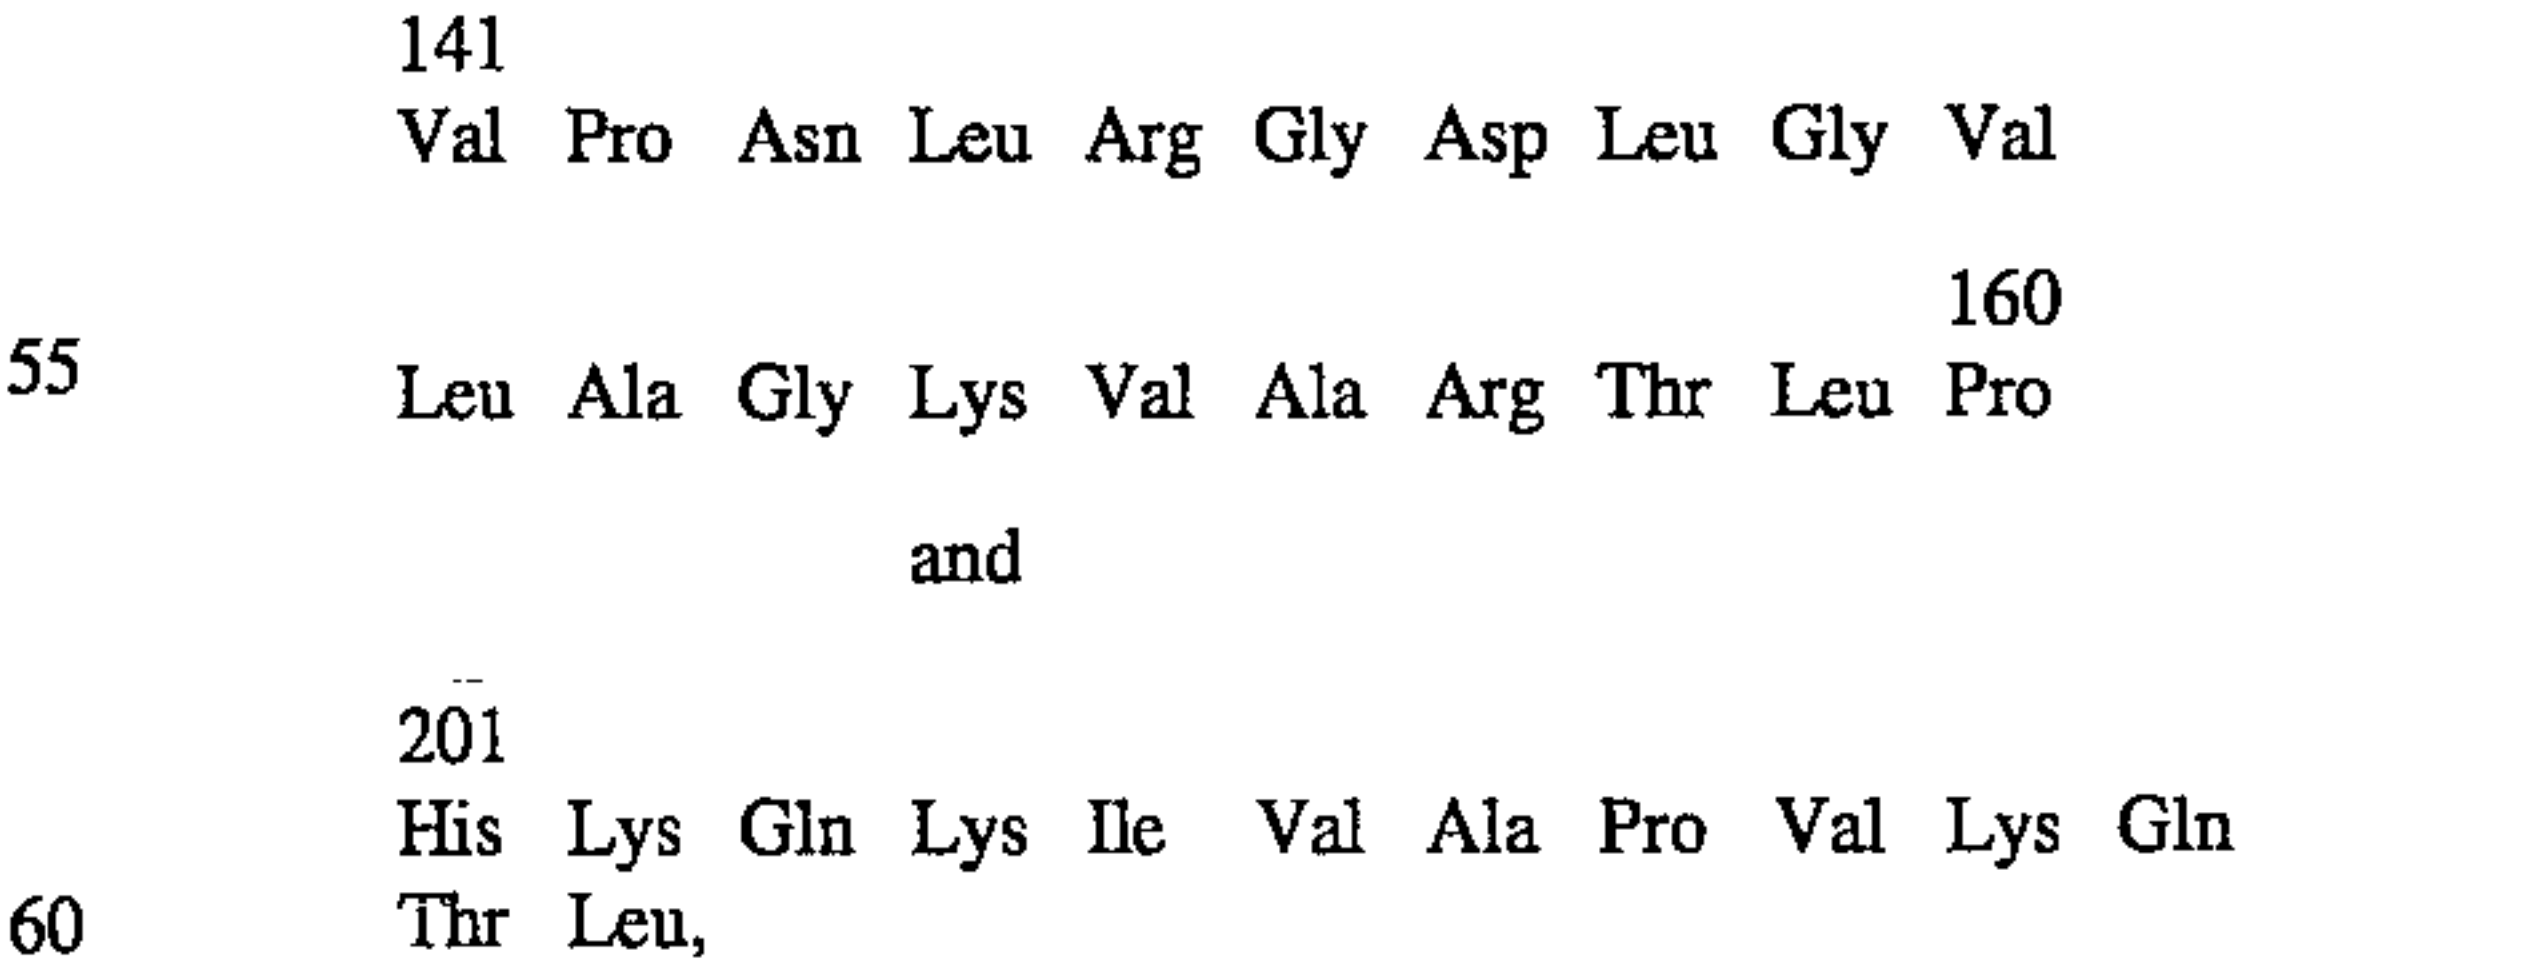 141
Val Pro Asn Leu Arg Gly Asp Leu Gly Val
160
55 Leu Ala Gly Lys Val Ala Arg Thr Leu Pro
and
201
His Lys Gln Lys Ile Val Ala Pro Val Lys Gln
60 Thr Leu,